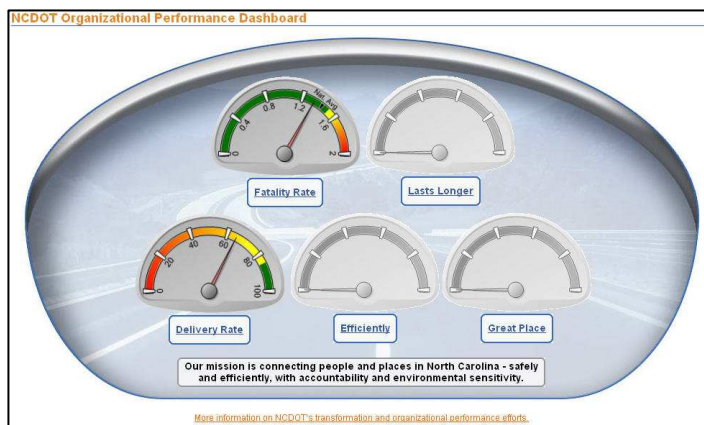 NCDOT Organizational Performance Dashboard
0
0.4
0.8
1.2
Nat. Avg
1.6
2
Fatality Rate
Lasts Longer
0
20
40
60
80
100
Delivery Rate
Efficiently
Great Place
Our mission is connecting people and places in North Carolina - safely
and efficiently, with accountability and environmental sensitivity.
More information on NCDOT's transformation and organizational performance efforts.